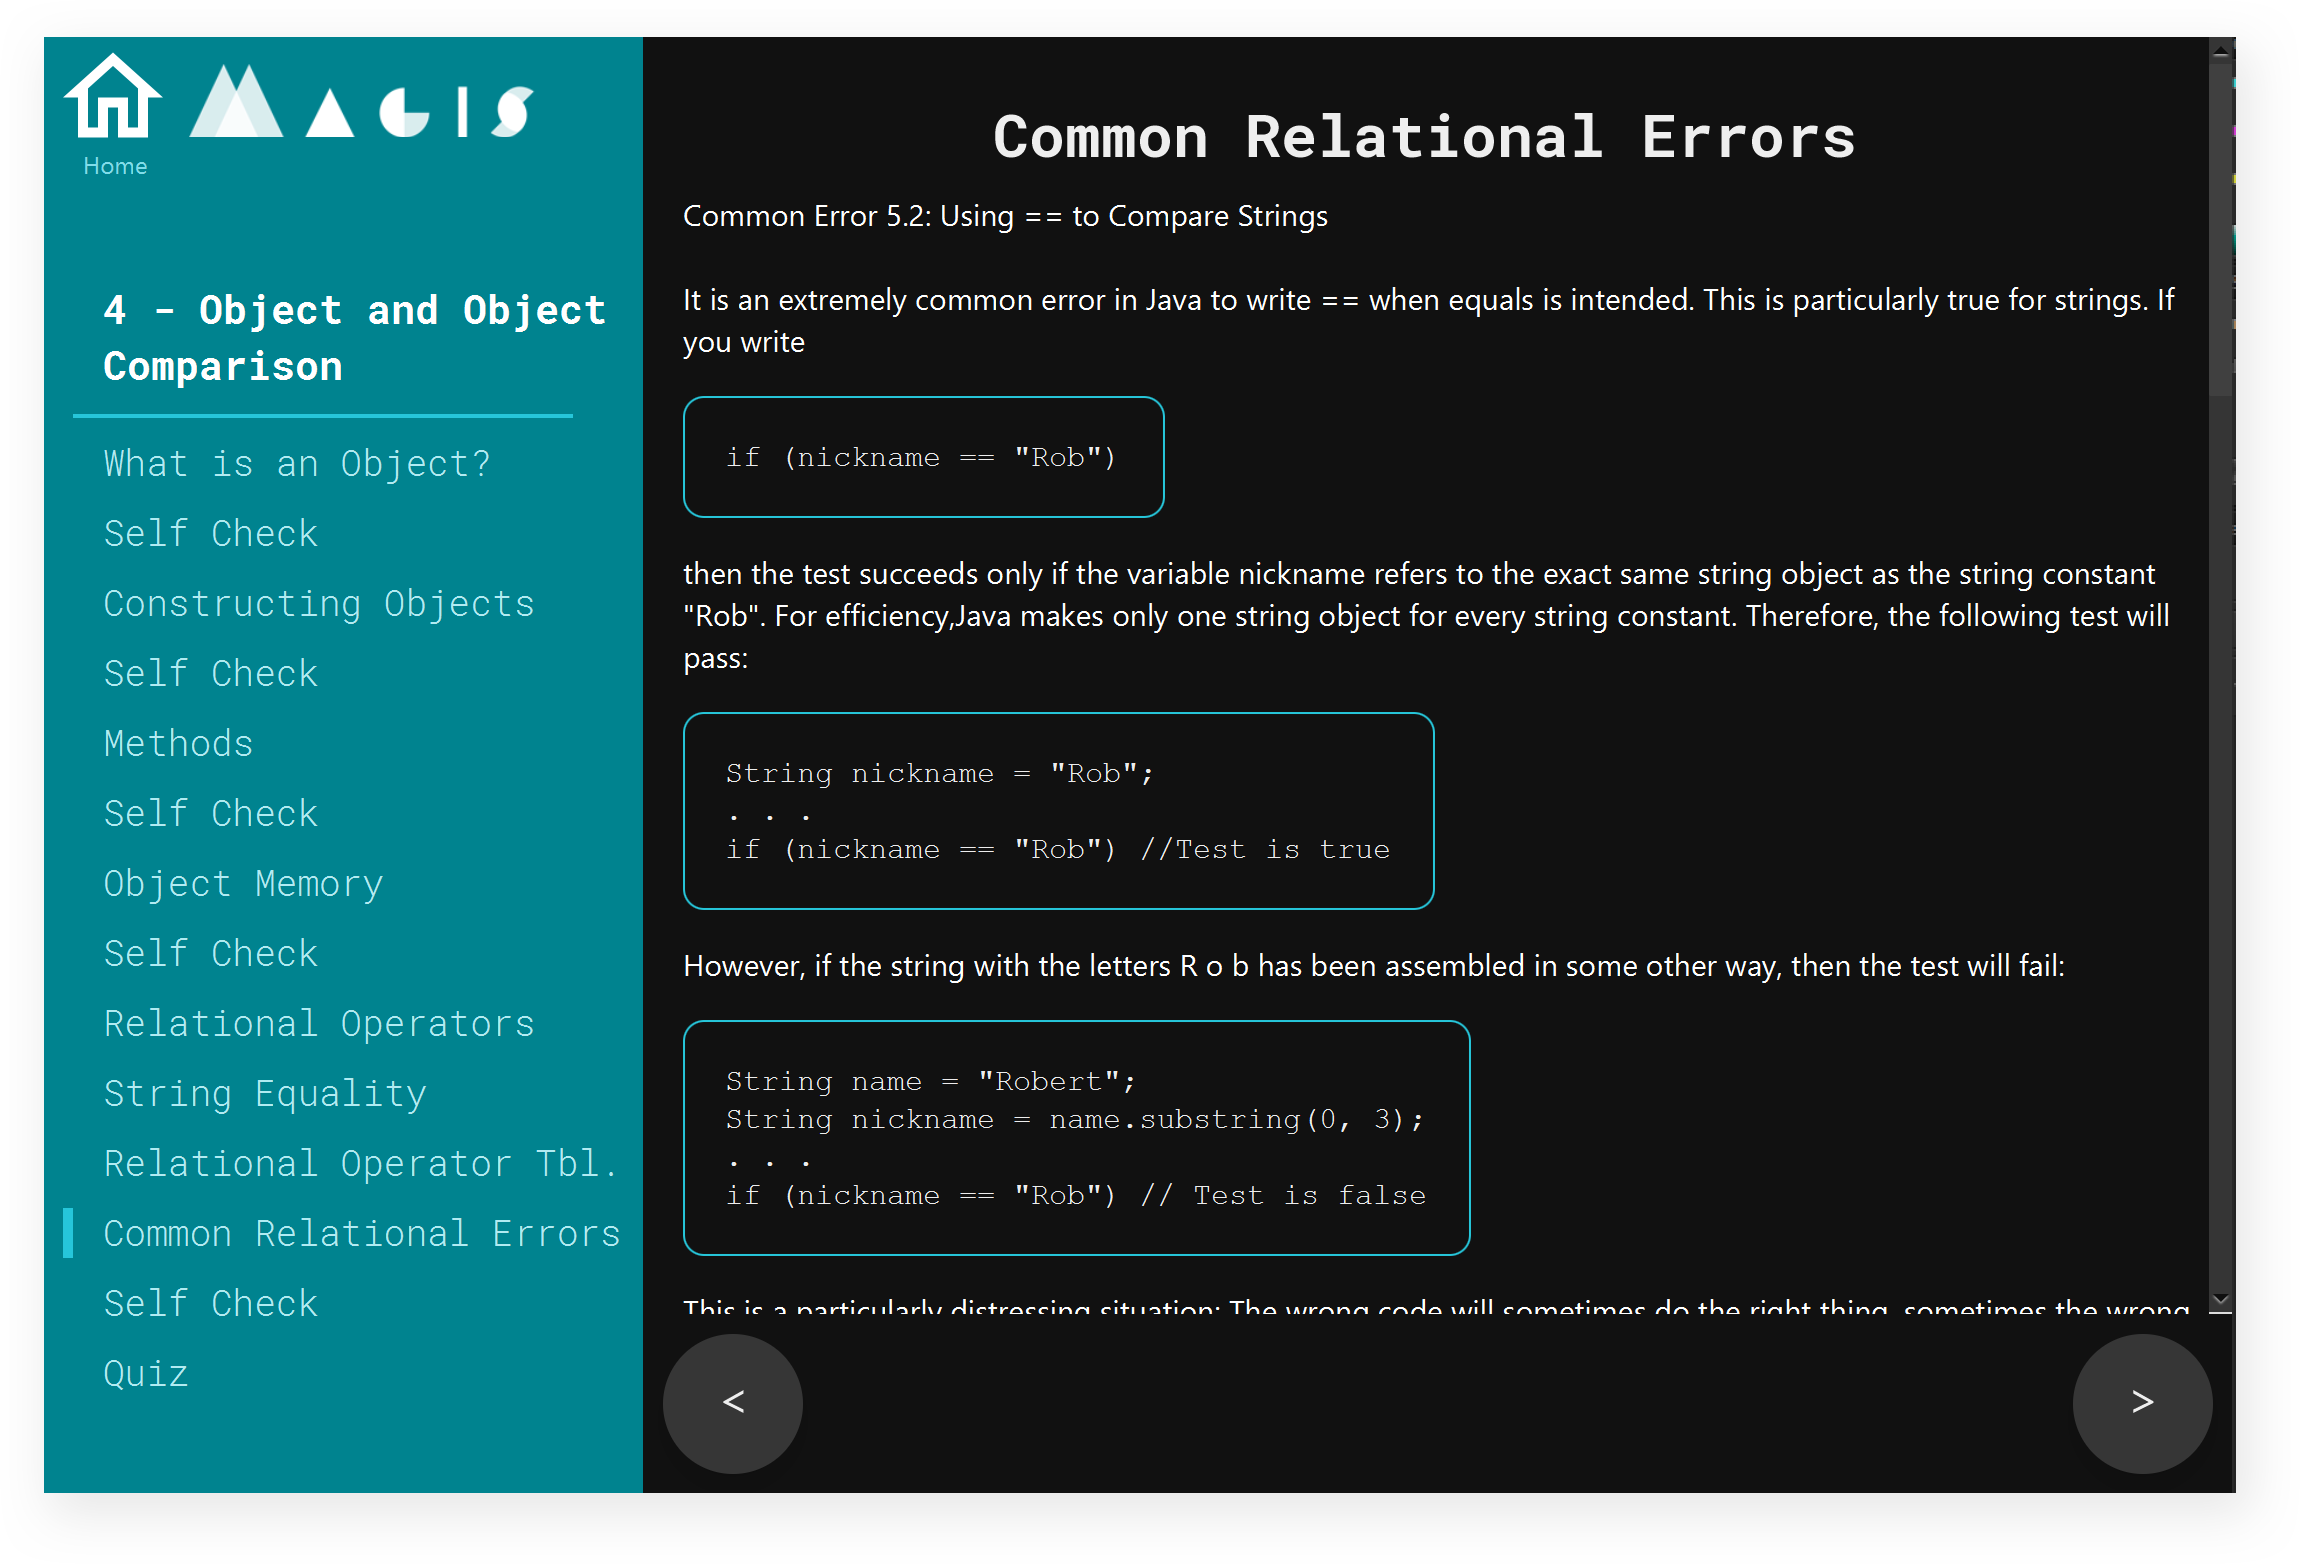 MAGIS
Home
4 - Object and Object
Comparison
What is an Object?
Self Check
Constructing Objects
Self Check
Methods
Self Check
Object Memory
Self Check
Relational Operators
String Equality
Relational Operator Tbl.
Common Relational Errors
Self Check
Quiz
Common Relational Errors
Common Error 5.2: Using == to Compare Strings
It is an extremely common error in Java to write == when equals is intended. This is particularly true for strings. If
you write
if (nickname == "Rob")
then the test succeeds only if the variable nickname refers to the exact same string object as the string constant
"Rob". For efficiency,Java makes only one string object for every string constant. Therefore, the following test will
pass:
String nickname = "Rob";
. . .
if (nickname == "Rob") //Test is true
However, if the string with the letters R o b has been assembled in some other way, then the test will fail:
String name = "Robert";
String nickname = name.substring(0, 3);
. . .
if (nickname == "Rob") // Test is false
This is a particularly distressing situation: The wrong code will sometimes do the right thing, sometimes the wrong
<
>